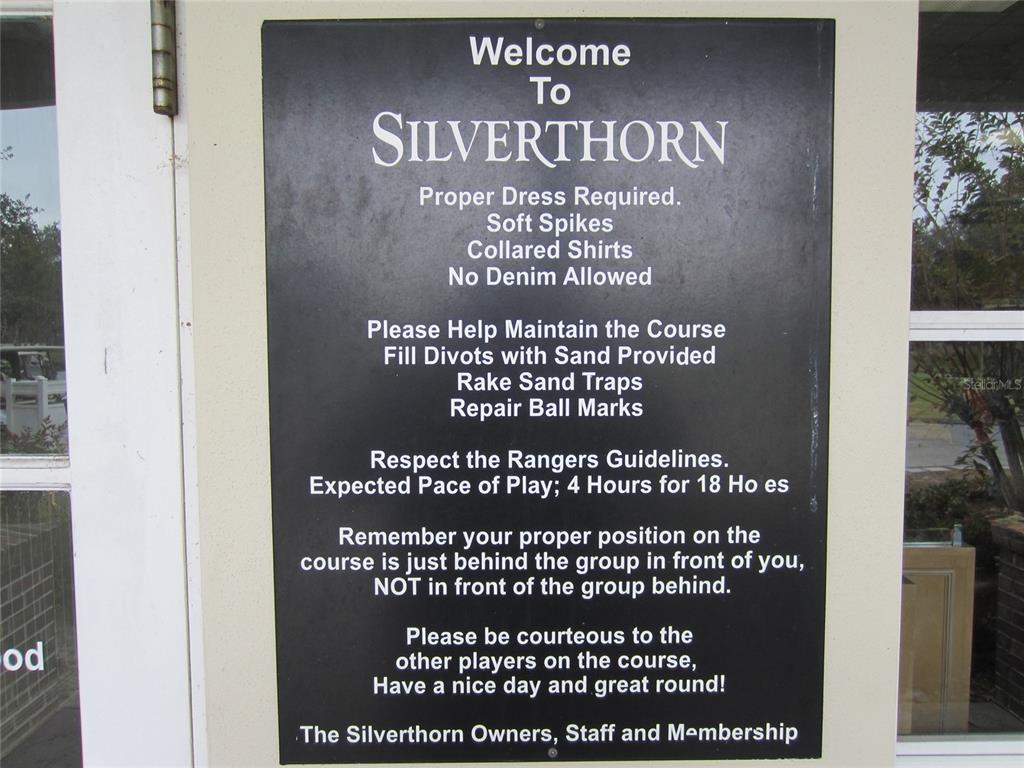 Welcome
To
SILVERTHORN
Proper Dress Required.
Soft Spikes
Collared Shirts
No Denim Allowed
Please Help Maintain the Course
Fill Divots with Sand Provided
Rake Sand Traps
Repair Ball Marks
Respect the Rangers Guidelines.
Expected Pace of Play; 4 Hours for 18 Ho es
Remember your proper position on the
course is just behind the group in front of you,
NOT in front of the group behind.
Please be courteous to the
other players on the course,
Have a nice day and great round!
The Silverthorn Owners, Staff and Membership
ood
StellarMLS